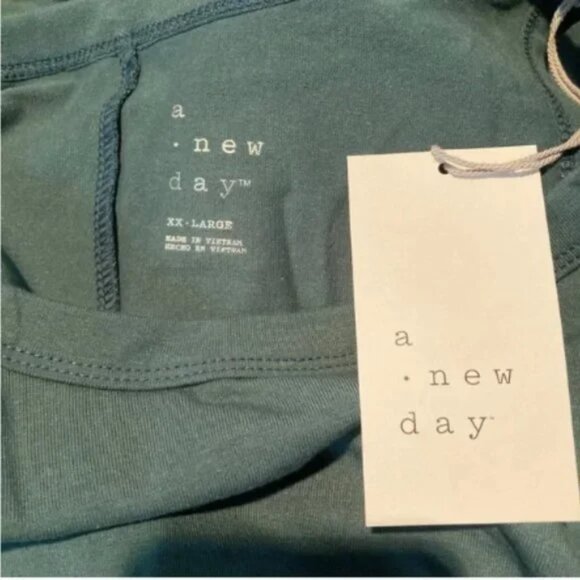 a
· new
day™
XX-LARGE
MADE IN VIETNAM
HECHO EN VIETNAM
a
· new
day™